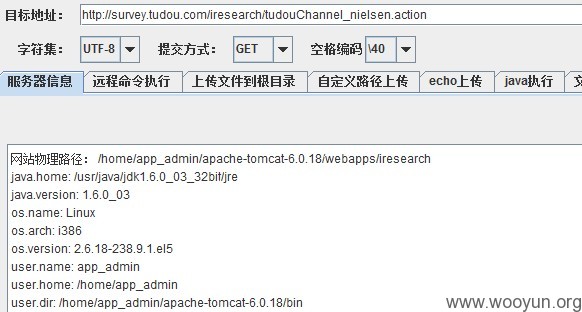 目标地址: http://survey.tudou.com/iresearch/tudouChannel_nielsen.action
字符集: UTF-8 提交方式: GET 空格编码 \40
服务器信息 远程命令执行 上传文件到根目录 自定义路径上传 echo上传 java执行
网站物理路径: /home/app_admin/apache-tomcat-6.0.18/webapps/iresearch
java.home: /usr/java/jdk1.6.0_03_32bit/jre
java.version: 1.6.0_03
os.name: Linux
os.arch: i386
os.version: 2.6.18-238.9.1.el5
user.name: app_admin
user.home: /home/app_admin
user.dir: /home/app_admin/apache-tomcat-6.0.18/bin
www.wooyun.org